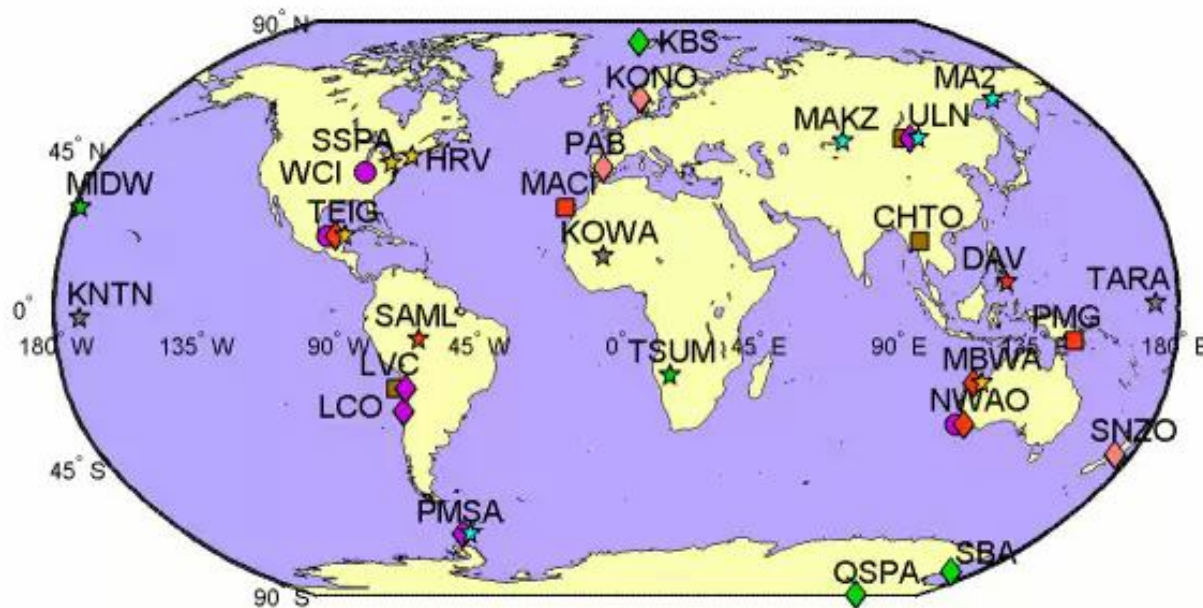 90° N
KBS
KONO
MA2
MAKZ
ULN
SSPA
HRV
45° N
PAB
WCI
MIDW
MACI
TEIG
KOWA
CHTO
DAV
KNTN
TARA
0°
SAML
PMG
180° W
135° W
90° W
45° W
0° E
45° E
90° E
135° E
180° E
TSUM
MBWA
LVC
LCO
NWAO
SNZO
45° S
PMSA
SBA
QSPA
90° S